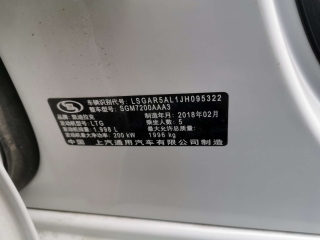 车辆识别代号: LSGAR5AL1JH095322
整车型号: SGM7200AAA3
品牌: 凯迪拉克 制造年月: 2018年02月
发动机型号: LTG 乘坐人数: 5
发动机排量: 1.998 L 最大允许总质量:
发动机最大净功率: 200 kW 1996 kg
中国 上汽通用汽车有限公司制造